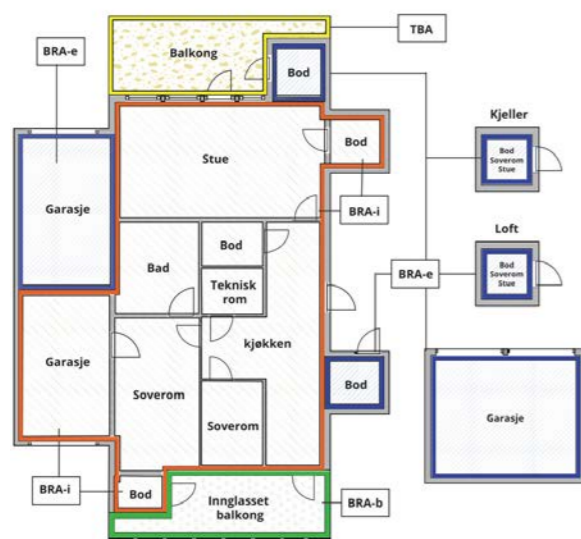 TBA
BRA-e
Balkong
Bod
Kjeller
Bod
Soverom
Stue
Stue
Bod
Garasje
BRA-i
Loft
Bod
Bad
Teknisk
rom
BRA-e
Bod
Soverom
Stue
Garasje
kjøkken
Soverom
Soverom
Bod
Garasje
BRA-i
Bod
Innglasset
balkong
BRA-b